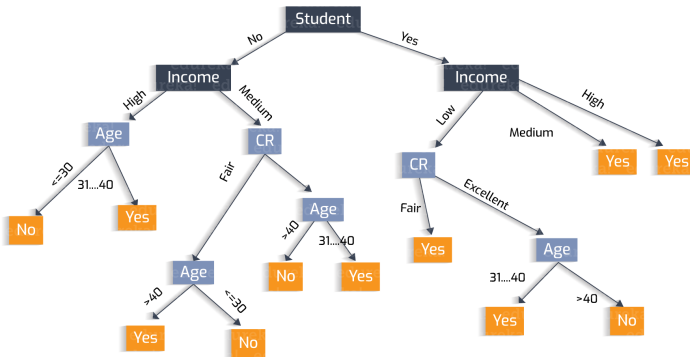 Student
No
Yes
Income
Income
High
Medium
Low
Medium
High
Age
CR
CR
Yes
Yes
<=30
31....40
Fair
Fair
Excellent
No
Yes
Age
Yes
Age
>40
31....40
Age
No
Yes
31....40
>40
>40
<=30
Yes
No
Yes
No